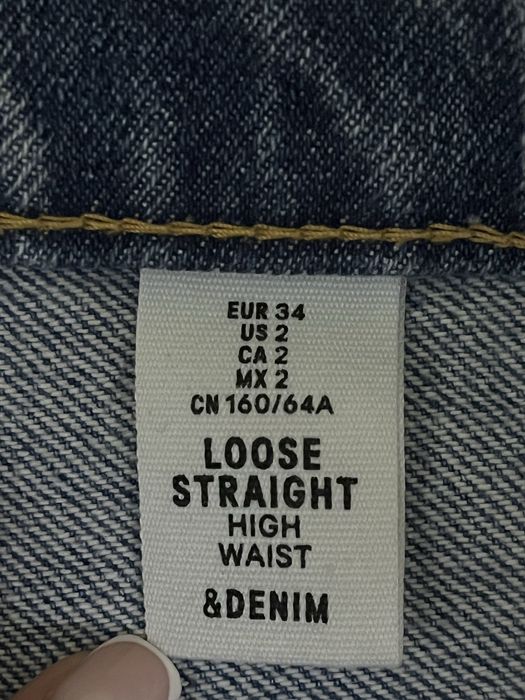 EUR 34
US 2
CA 2
MX 2
CN 160/64A
LOOSE
STRAIGHT
HIGH
WAIST
&DENIM